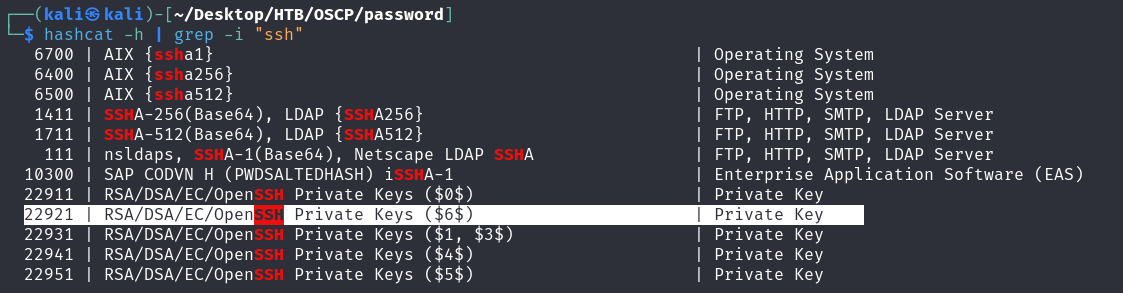 ┌──(kali㉿kali)-[~/Desktop/HTB/OSCP/password]
└─$ hashcat -h | grep -i "ssh"
6700 | AIX {ssha1} | Operating System
6400 | AIX {ssha256} | Operating System
6500 | AIX {ssha512} | Operating System
1411 | SSHA-256(Base64), LDAP {SSHA256} | FTP, HTTP, SMTP, LDAP Server
1711 | SSHA-512(Base64), LDAP {SSHA512} | FTP, HTTP, SMTP, LDAP Server
111 | nsldaps, SSHA-1(Base64), Netscape LDAP SSHA | FTP, HTTP, SMTP, LDAP Server
10300 | SAP CODVN H (PWDSALTEDHASH) iSSHA-1 | Enterprise Application Software (EAS)
22911 | RSA/DSA/EC/OpenSSH Private Keys ($0$) | Private Key
22921 | RSA/DSA/EC/OpenSSH Private Keys ($6$) | Private Key
22931 | RSA/DSA/EC/OpenSSH Private Keys ($1, $3$) | Private Key
22941 | RSA/DSA/EC/OpenSSH Private Keys ($4$) | Private Key
22951 | RSA/DSA/EC/OpenSSH Private Keys ($5$) | Private Key